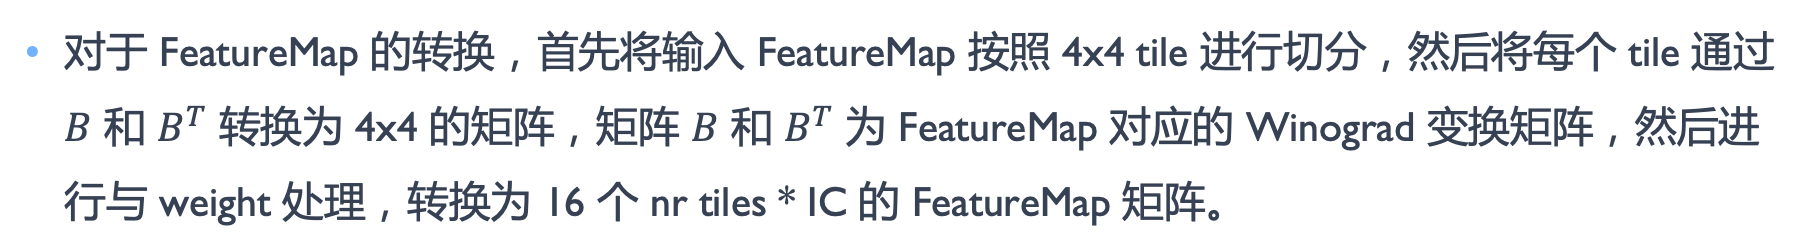 • 对于 FeatureMap 的转换，首先将输入 FeatureMap 按照 4x4 tile 进行切分，然后将每个 tile 通过
B 和 Bᵀ 转换为 4x4 的矩阵，矩阵 B 和 Bᵀ 为 FeatureMap 对应的 Winograd 变换矩阵，然后进
行与 weight 处理，转换为 16 个 nr tiles * IC 的 FeatureMap 矩阵。